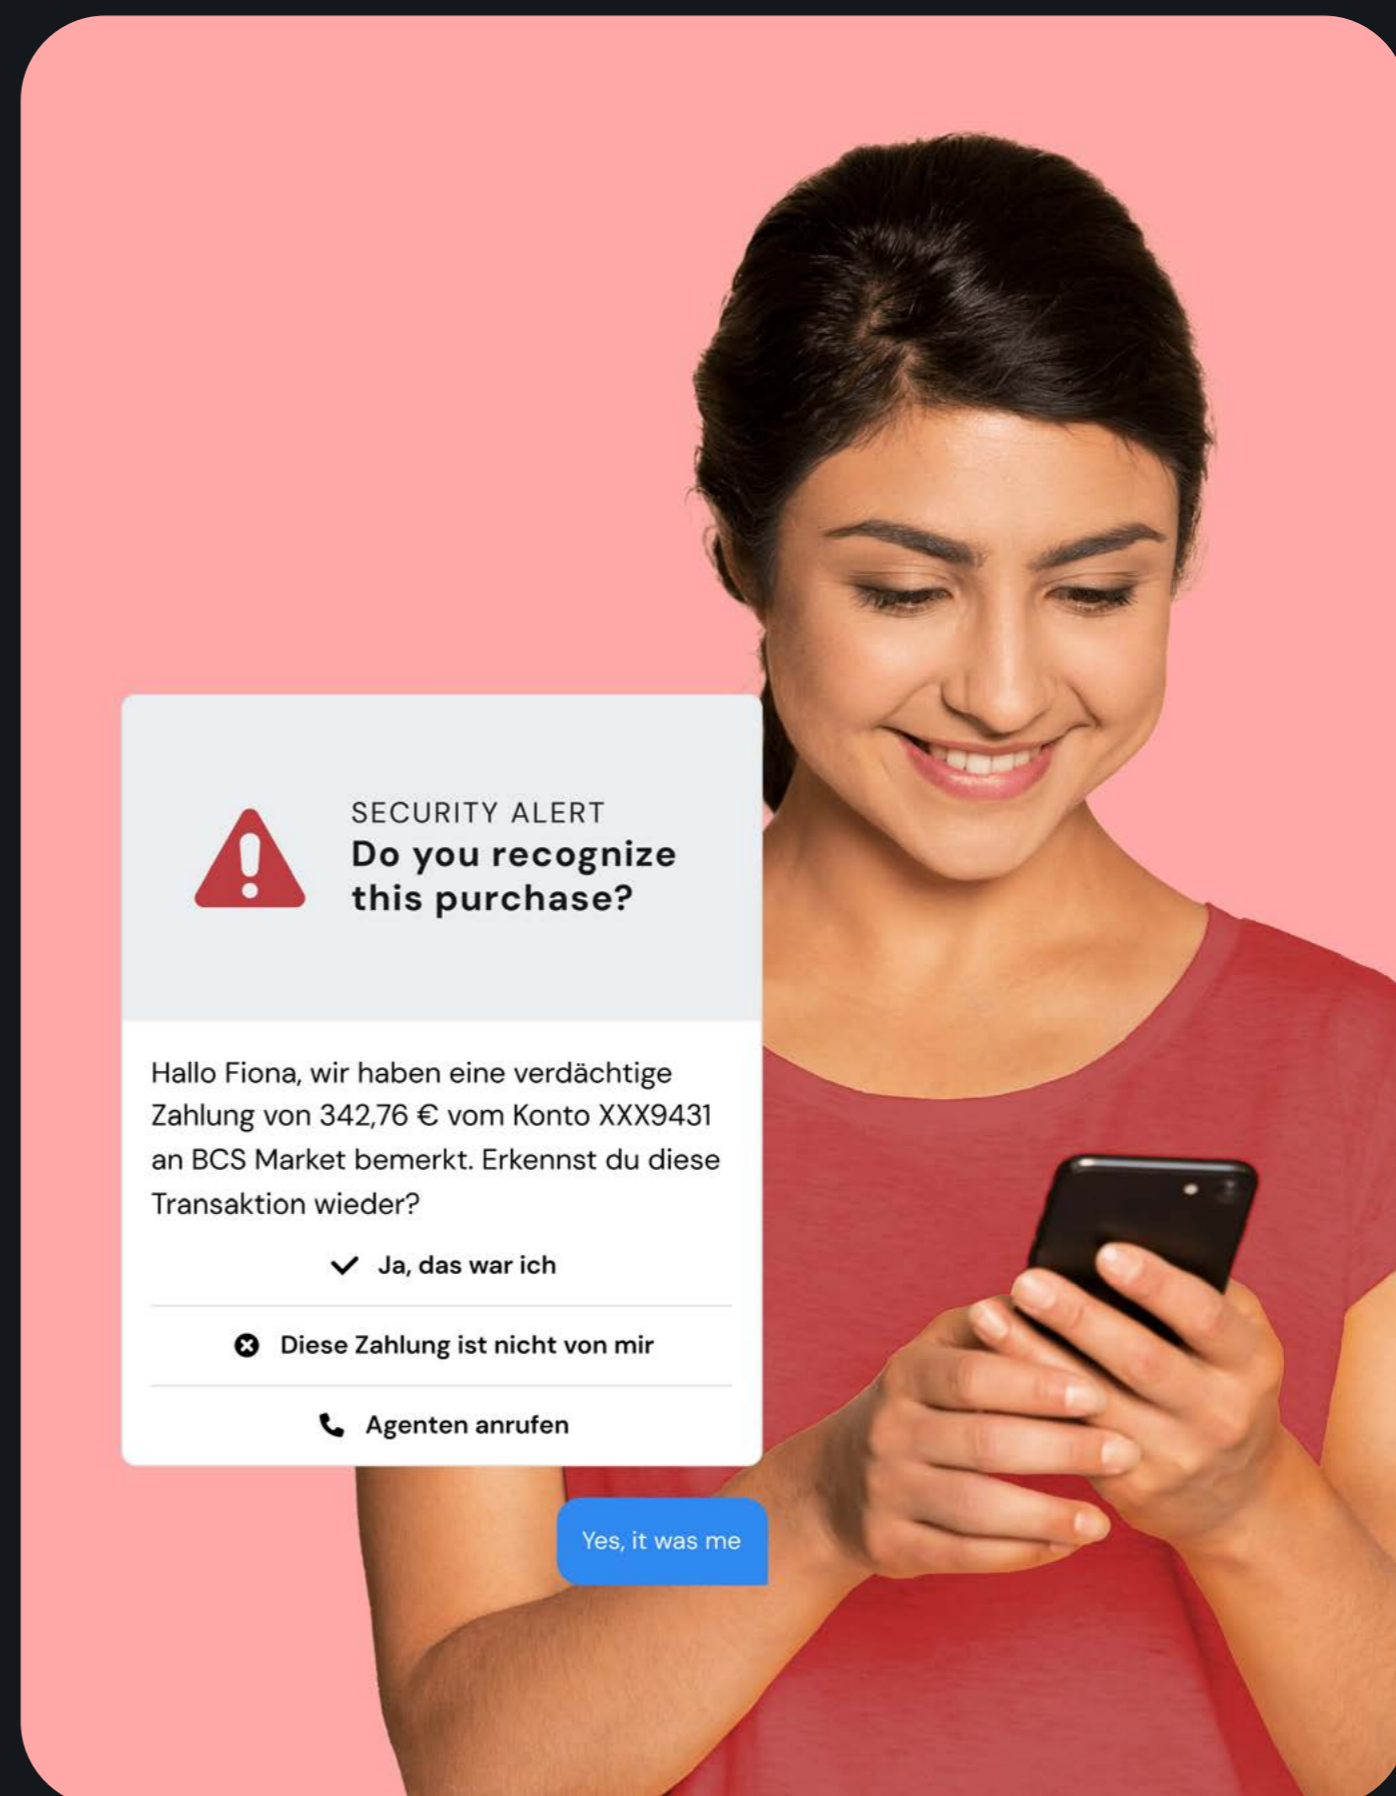 SECURITY ALERT
Do you recognize
this purchase?
Hallo Fiona, wir haben eine verdächtige
Zahlung von 342,76 € vom Konto XXX9431
an BCS Market bemerkt. Erkennst du diese
Transaktion wieder?
Ja, das war ich
Diese Zahlung ist nicht von mir
Agenten anrufen
Yes, it was me